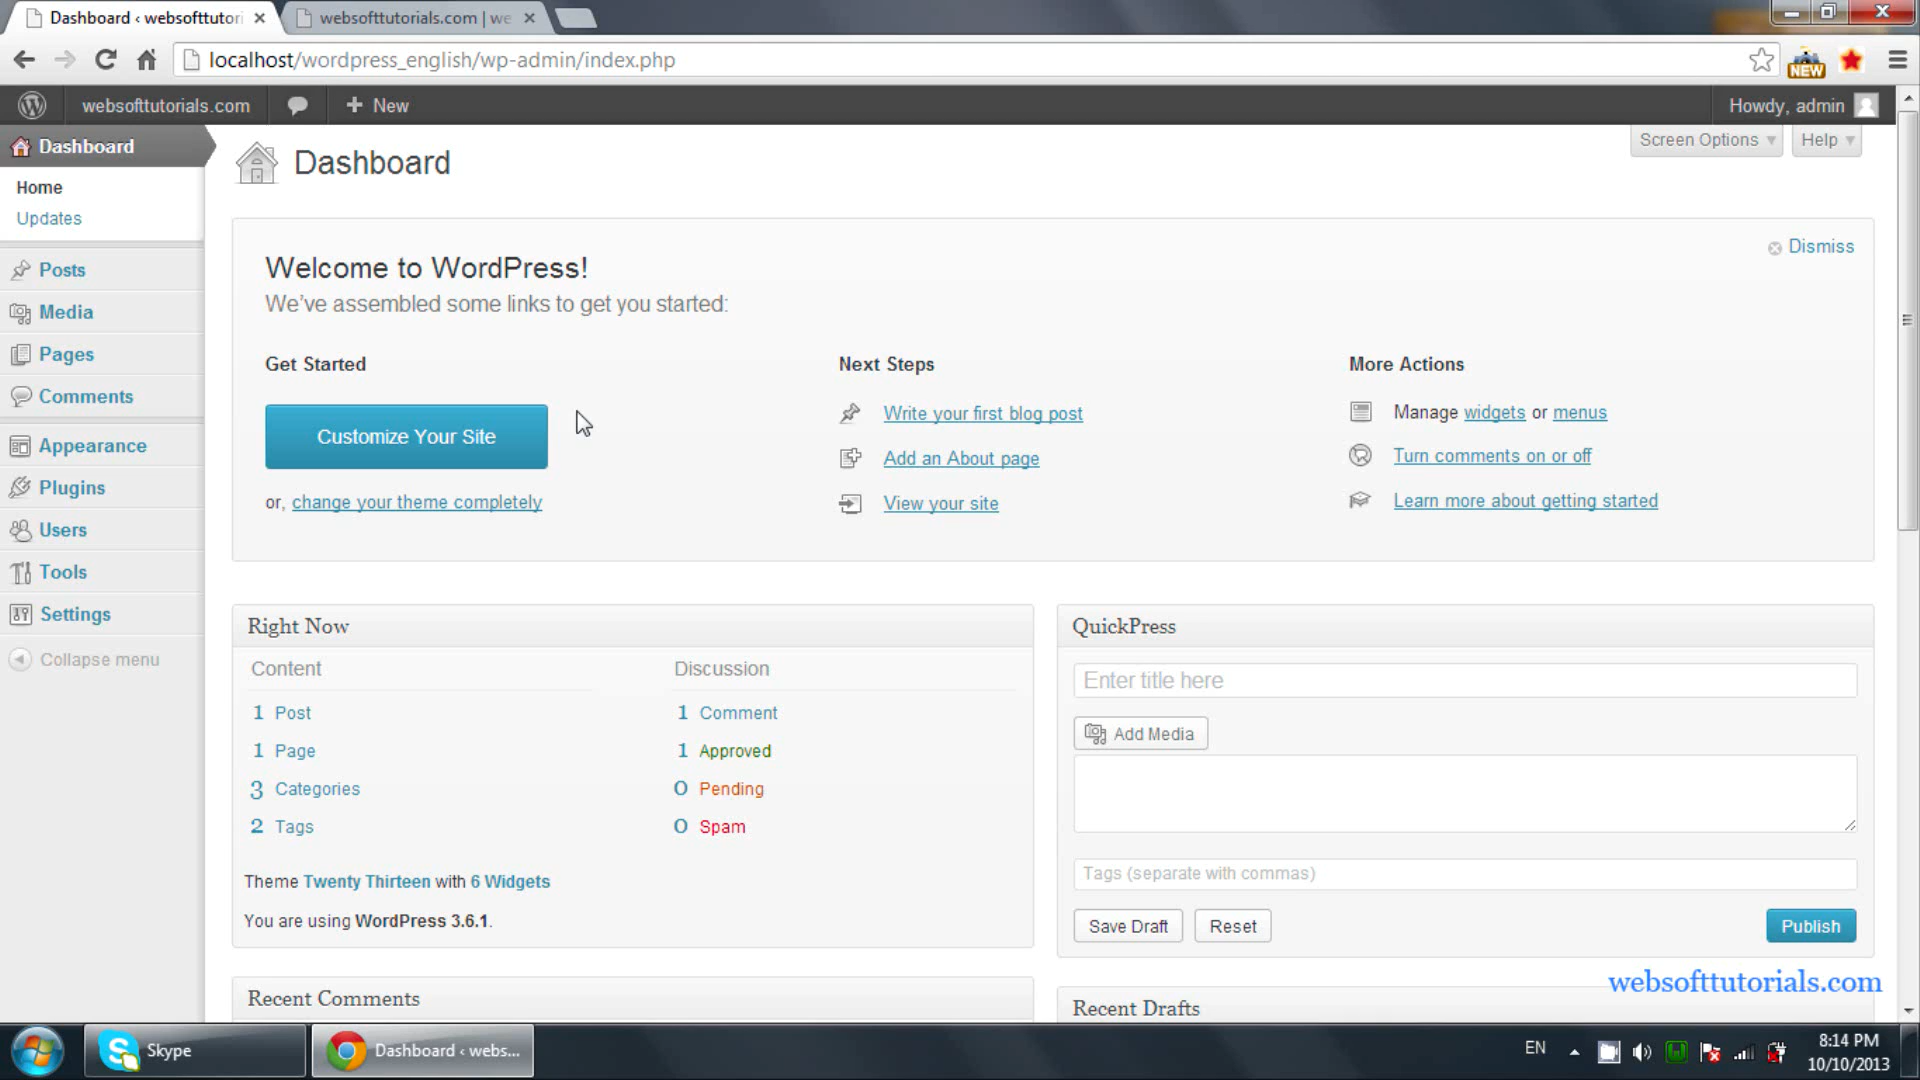 Dashboard ‹ websofttutori
websofttutorials.com | we
localhost/wordpress_english/wp-admin/index.php
NEW
websofttutorials.com
+ New
Howdy, admin
Dashboard
Home
Updates
Posts
Media
Pages
Comments
Appearance
Plugins
Users
Tools
Settings
Collapse menu
Dashboard
Screen Options
Help
Welcome to WordPress!
We've assembled some links to get you started:
Dismiss
Get Started
Customize Your Site
or, change your theme completely
Next Steps
Write your first blog post
Add an About page
View your site
More Actions
Manage widgets or menus
Turn comments on or off
Learn more about getting started
Right Now
Content
1 Post
1 Page
3 Categories
2 Tags
Discussion
1 Comment
1 Approved
0 Pending
0 Spam
Theme Twenty Thirteen with 6 Widgets
You are using WordPress 3.6.1.
QuickPress
Enter title here
Add Media
Tags (separate with commas)
Save Draft
Reset
Publish
Recent Comments
Recent Drafts
websofttutorials.com
Skype
Dashboard ‹ webs...
EN
8:14 PM
10/10/2013